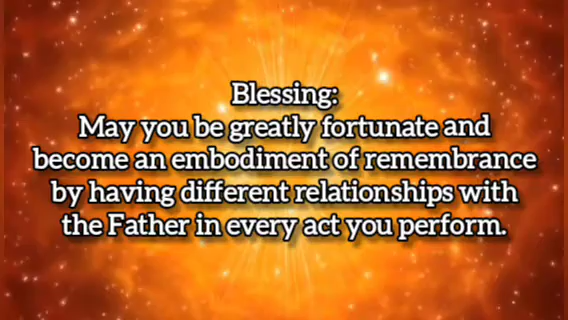 Blessing:
May you be greatly fortunate and
become an embodiment of remembrance
by having different relationships with
the Father in every act you perform.